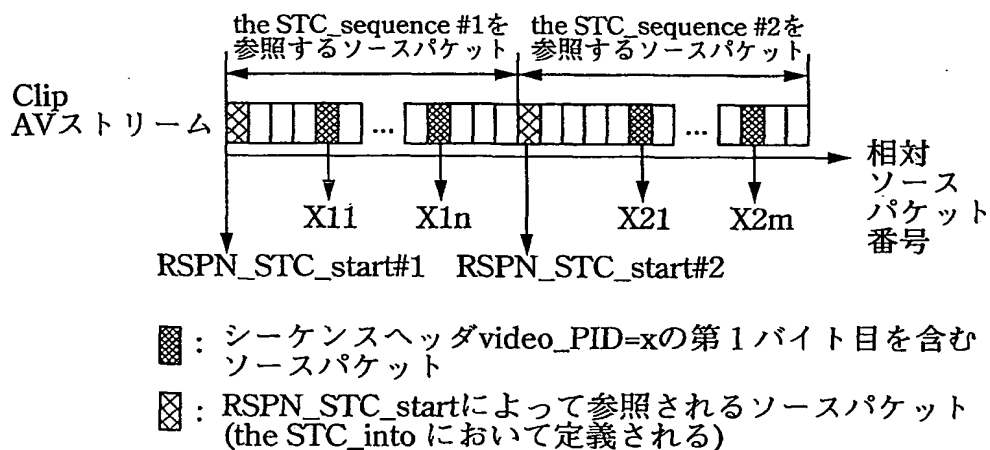 the STC_sequence #1を
参照するソースパケット
the STC_sequence #2を
参照するソースパケット
Clip
AVストリーム
...
...
相対
ソース
パケット
番号
X11
X1n
X21
X2m
RSPN_STC_start#1
RSPN_STC_start#2
: シーケンスヘッダvideo_PID=xの第１バイト目を含む
ソースパケット
: RSPN_STC_startによって参照されるソースパケット
(the STC_into において定義される)